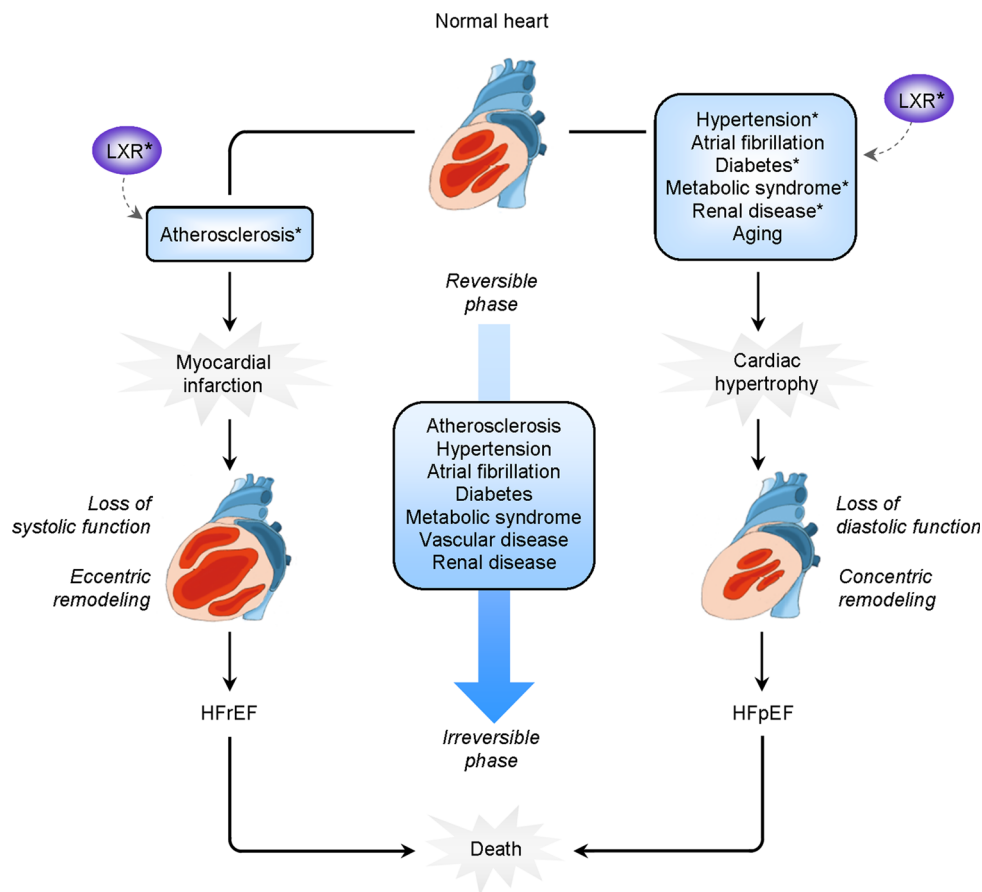 Normal heart
LXR*
LXR*
Hypertension*
Atrial fibrillation
Diabetes*
Metabolic syndrome*
Renal disease*
Aging
Atherosclerosis*
Reversible
phase
Myocardial
infarction
Cardiac
hypertrophy
Atherosclerosis
Hypertension
Atrial fibrillation
Diabetes
Metabolic syndrome
Vascular disease
Renal disease
Loss of
systolic function
Eccentric
remodeling
Loss of
diastolic function
Concentric
remodeling
HFrEF
HFpEF
Irreversible
phase
Death